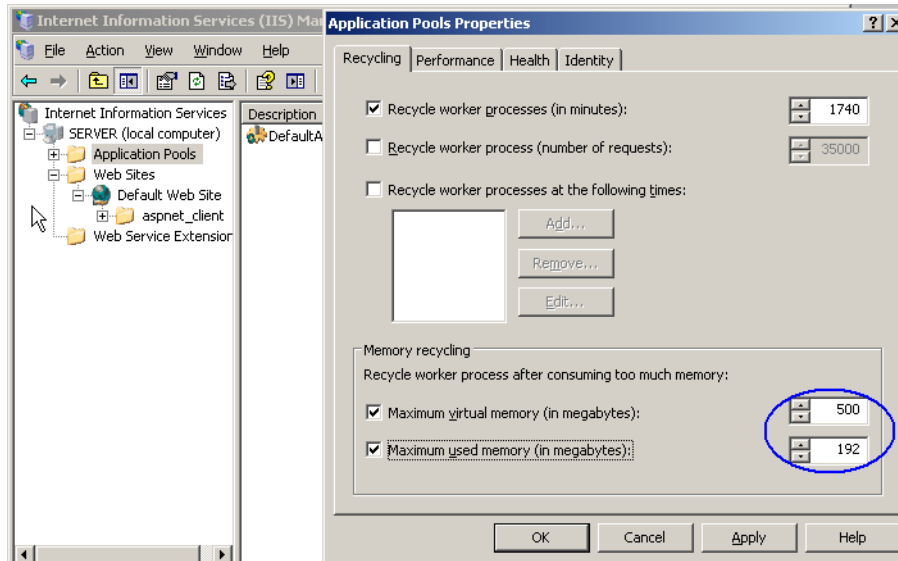 Internet Information Services (IIS) Ma
Application Pools Properties
File Action View Window Help
Recycling Performance Health Identity
Internet Information Services
Description
SERVER (local computer)
DefaultA
Application Pools
Web Sites
Default Web Site
aspnet_client
Web Service Extension
Recycle worker processes (in minutes): 1740
Recycle worker process (number of requests): 35000
Recycle worker processes at the following times:
Add...
Remove...
Edit...
Memory recycling
Recycle worker process after consuming too much memory:
Maximum virtual memory (in megabytes): 500
Maximum used memory (in megabytes): 192
OK Cancel Apply Help